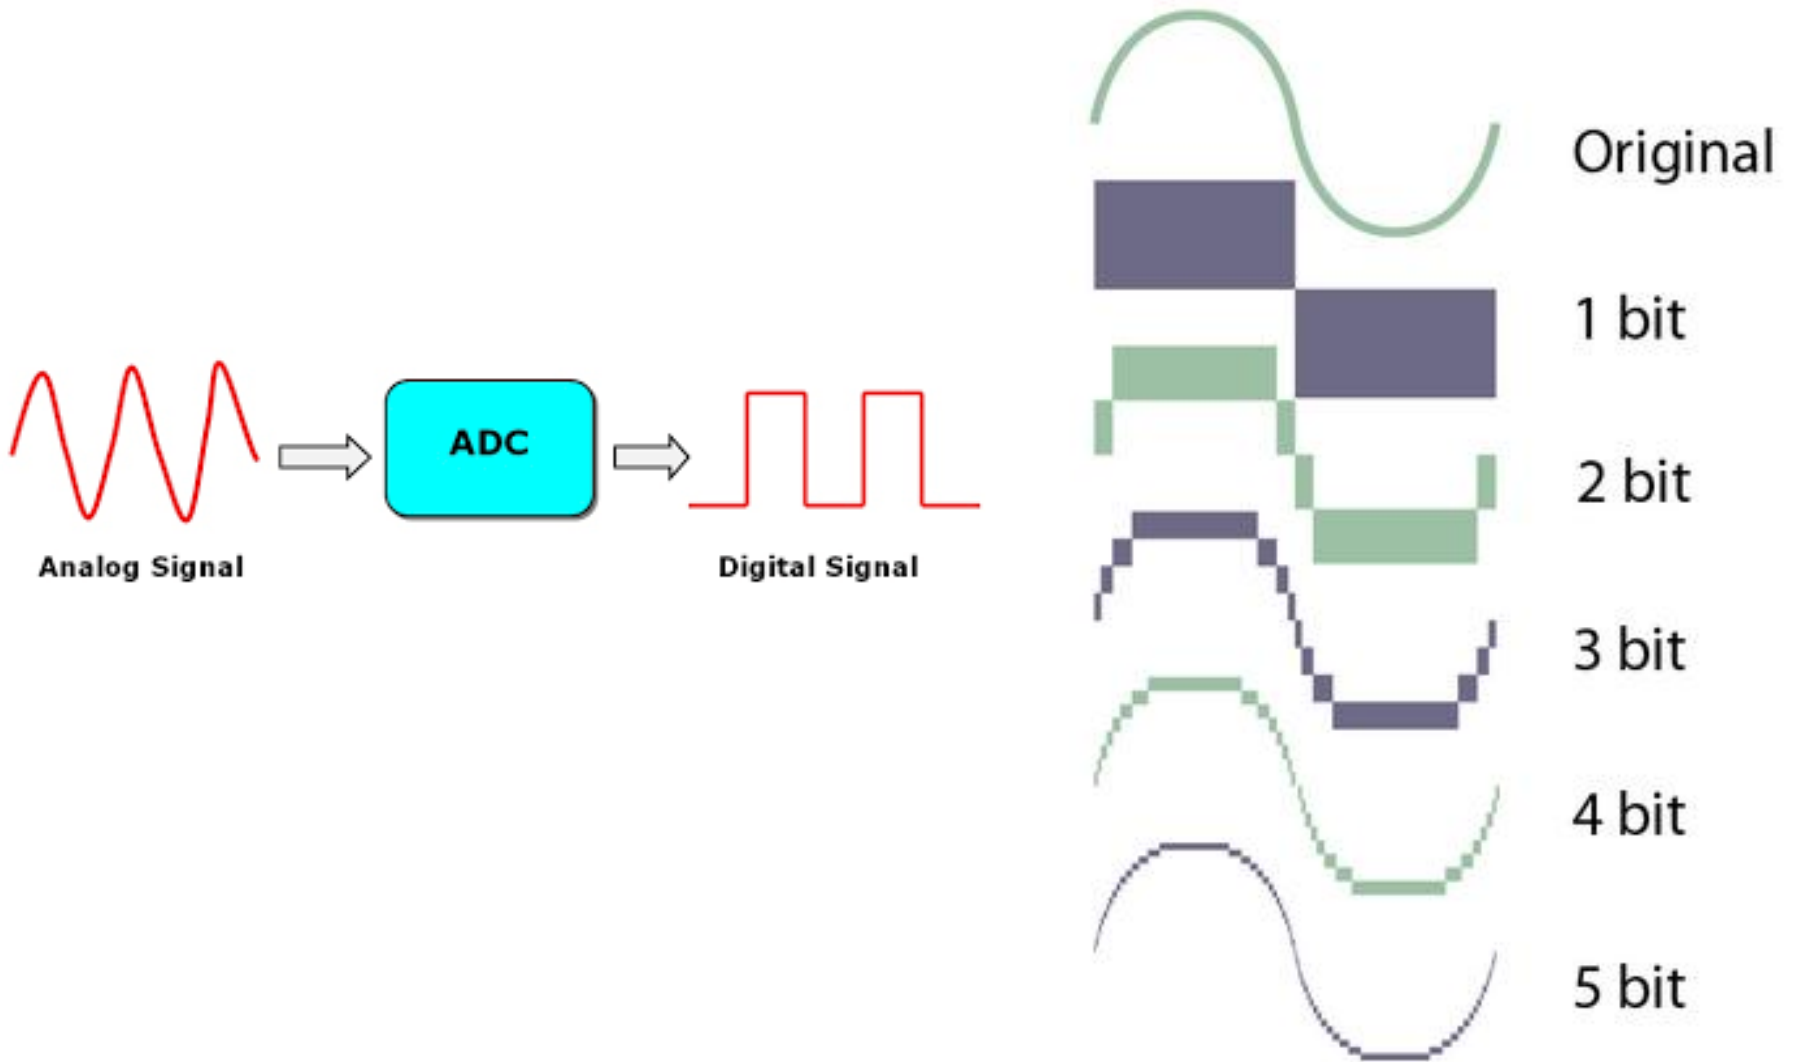 ADC
Analog Signal
Digital Signal
Original
1 bit
2 bit
3 bit
4 bit
5 bit